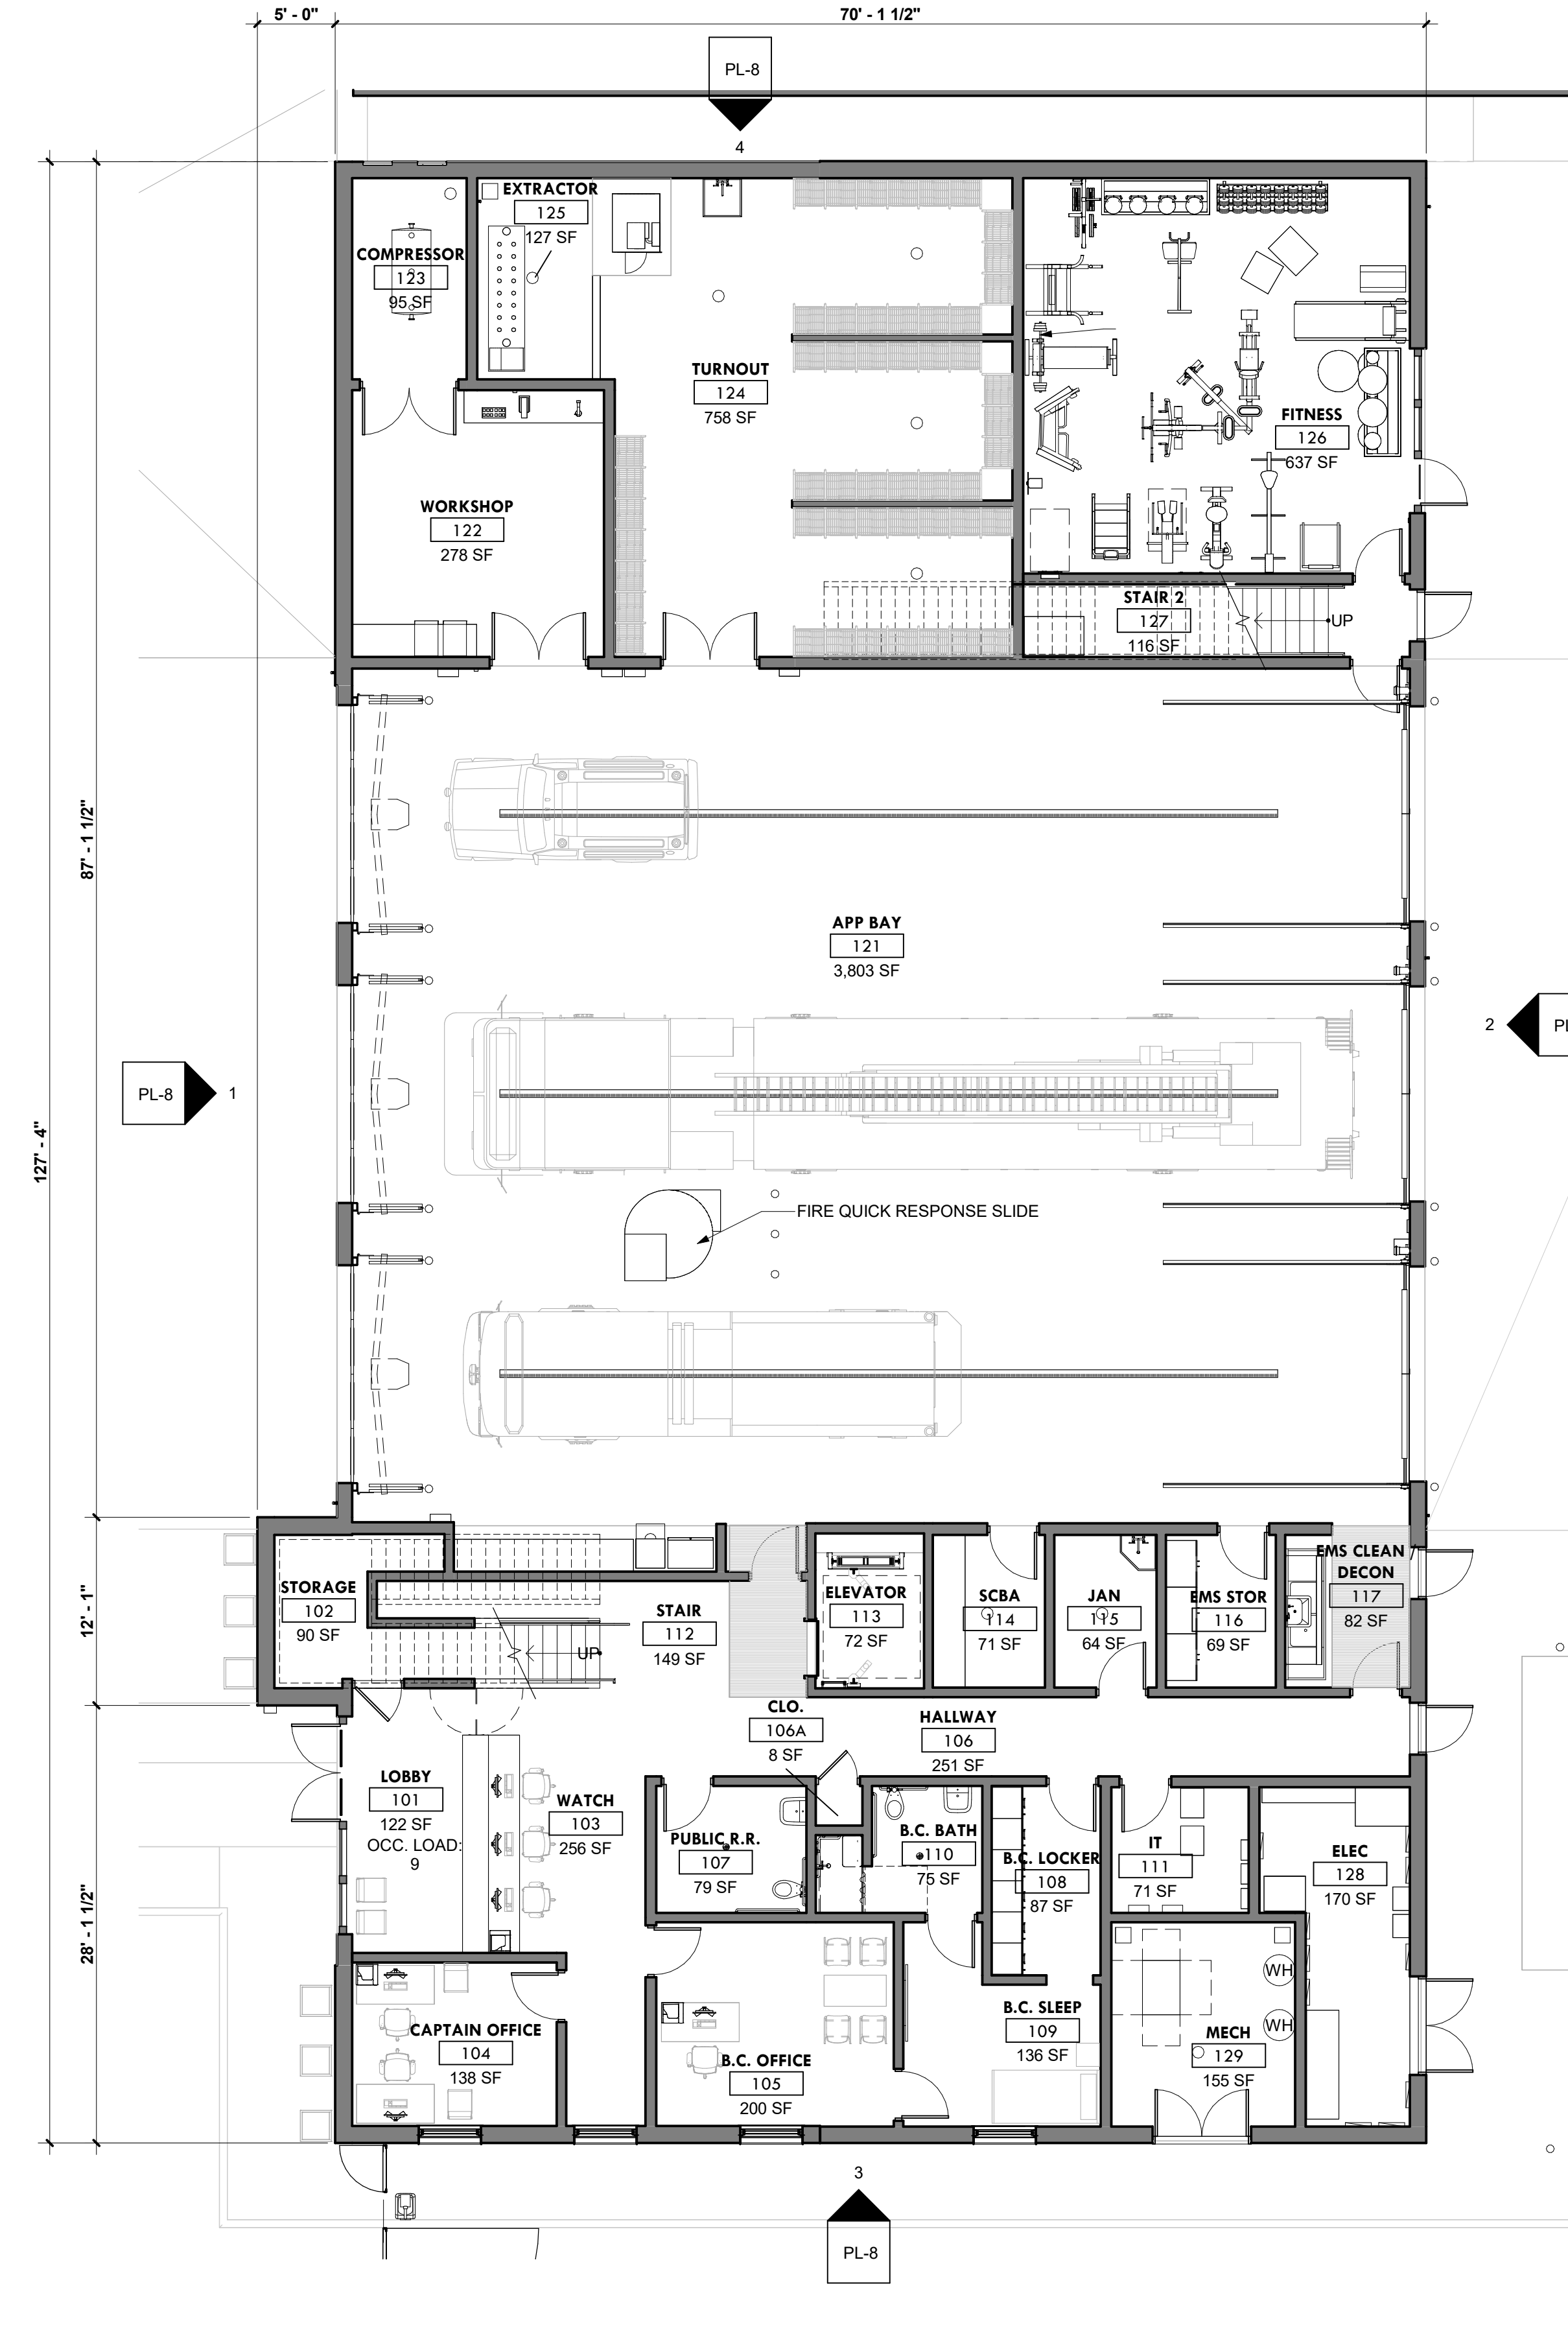 5' - 0"
70' - 1 1/2"
PL-8
4
EXTRACTOR
125
127 SF
COMPRESSOR
123
95 SF
TURNOUT
124
758 SF
FITNESS
126
637 SF
WORKSHOP
122
278 SF
STAIR 2
127
116 SF
UP
87' - 1 1/2"
APP BAY
121
3,803 SF
2
PL-8
1
127' - 4"
FIRE QUICK RESPONSE SLIDE
12' - 1"
STORAGE
102
90 SF
UP
STAIR
112
149 SF
ELEVATOR
113
72 SF
SCBA
114
71 SF
JAN
115
64 SF
EMS STOR
116
69 SF
EMS CLEAN
DECON
117
82 SF
CLO.
106A
8 SF
HALLWAY
106
251 SF
LOBBY
101
122 SF
OCC. LOAD:
9
WATCH
103
256 SF
PUBLIC R.R.
107
79 SF
B.C. BATH
110
75 SF
B.C. LOCKER
108
87 SF
IT
111
71 SF
ELEC
128
170 SF
28' - 1 1/2"
CAPTAIN OFFICE
104
138 SF
B.C. OFFICE
105
200 SF
B.C. SLEEP
109
136 SF
WH
WH
MECH
129
155 SF
3
PL-8